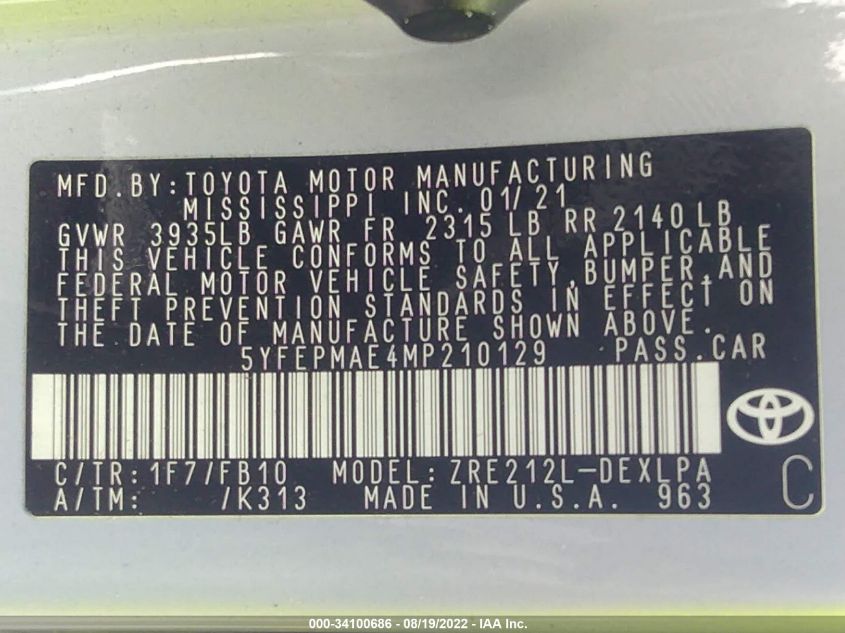 MFD.BY:TOYOTA MOTOR MANUFACTURING
MISSISSIPPI INC. 01/21
GVWR 3935LB GAWR FR 2315 LB RR 2140 LB
THIS VEHICLE CONFORMS TO ALL APPLICABLE
FEDERAL MOTOR VEHICLE SAFETY,BUMPER,AND
THEFT PREVENTION STANDARDS IN EFFECT ON
THE DATE OF MANUFACTURE SHOWN ABOVE.
5YFEPMAE4MP210129 PASS.CAR
C/TR:1F7/FB10 MODEL:ZRE212L-DEXLPA
A/TM: /K313 MADE IN U.S.A. 963
C
000-34100686 - 08/19/2022 - IAA Inc.